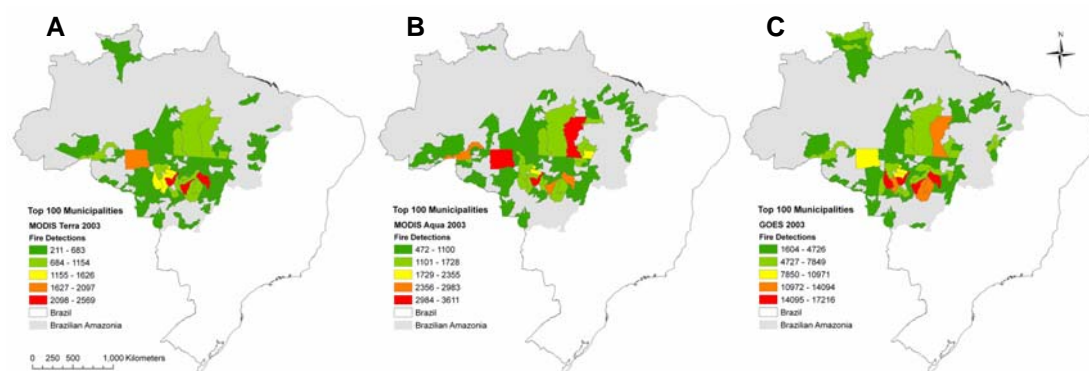 A
B
C
N
Top 100 Municipalities
MODIS Terra 2003
Fire Detections
211 - 683
684 - 1154
1155 - 1626
1627 - 2097
2098 - 2569
Brazil
Brazilian Amazonia
0 250 500 1,000 Kilometers
Top 100 Municipalities
MODIS Aqua 2003
Fire Detections
472 - 1100
1101 - 1728
1729 - 2355
2356 - 2983
2984 - 3611
Brazil
Brazilian Amazonia
Top 100 Municipalities
GOES 2003
Fire Detections
1604 - 4726
4727 - 7849
7850 - 10971
10972 - 14094
14095 - 17216
Brazil
Brazilian Amazonia